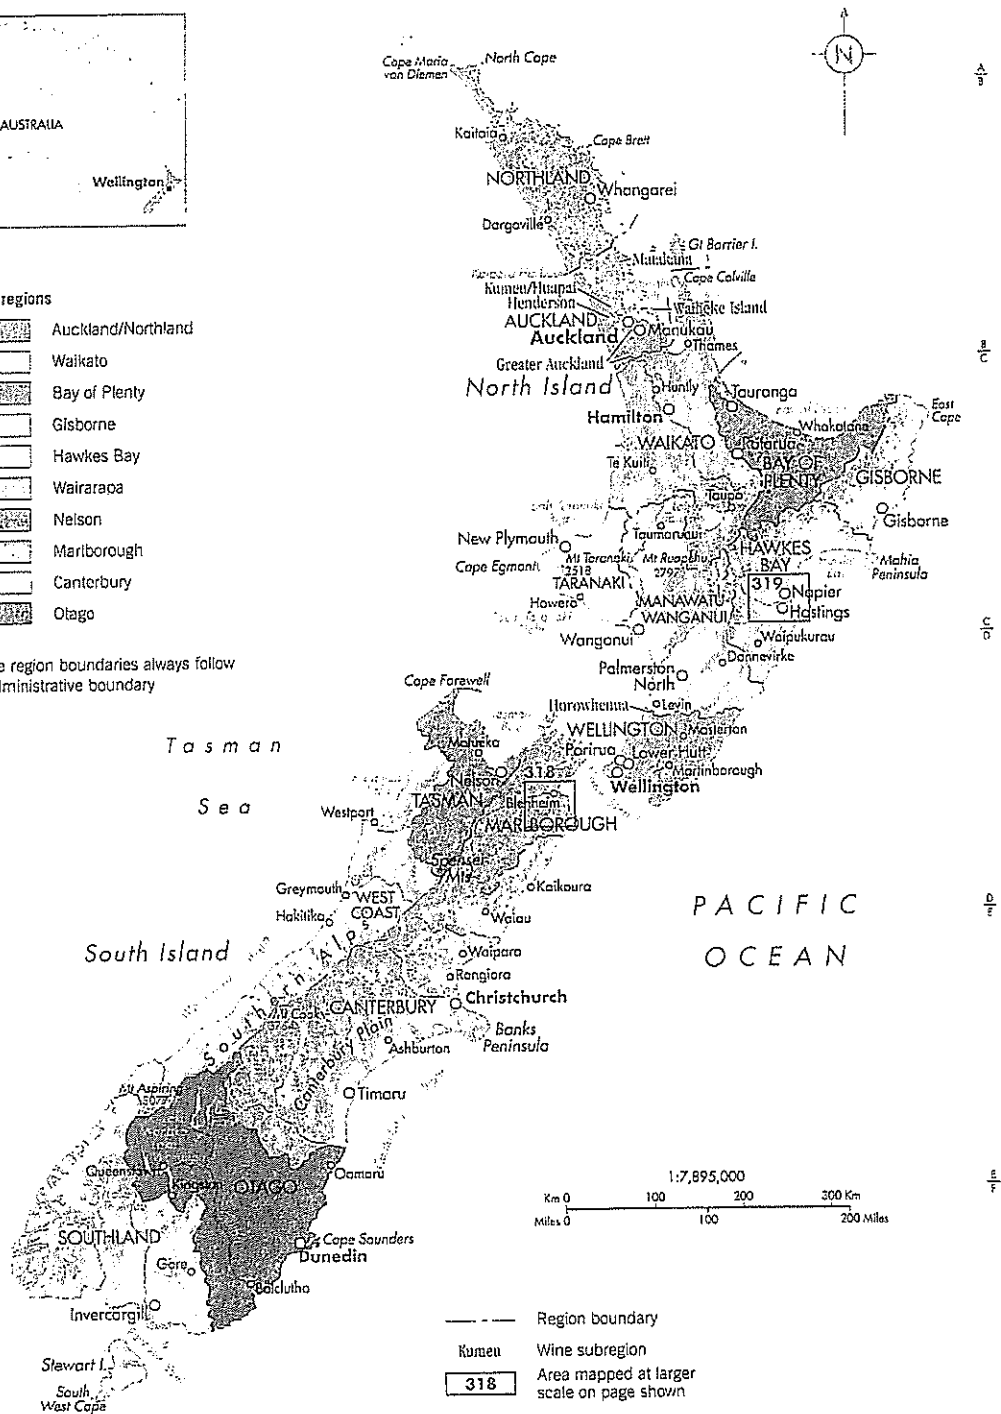 AUSTRALIA
Wellington
regions
Auckland/Northland
Waikato
Bay of Plenty
Gisborne
Hawkes Bay
Wairarapa
Nelson
Marlborough
Canterbury
Otago
e region boundaries always follow
ministrative boundary
N
A
B
B
C
C
D
D
E
E
F
Cape Maria
van Diemen
North Cape
Kaitaia
Cape Brett
NORTHLAND
Whangarei
Dargaville
Gt Barrier I.
Matakana
Cape Colville
Kumeu/Huapai
Henderson
Waiheke Island
AUCKLAND
Auckland
Manukau
Thames
Greater Auckland
North Island
Huntly
Tauranga
Hamilton
Whakatane
East
Cape
WAIKATO
Rotorua
BAY OF
PLENTY
Te Kuiti
GISBORNE
Taupo
Gisborne
Taumarunui
New Plymouth
HAWKES
BAY
Cape Egmont
Mt Taranaki
2518
Mt Ruapehu
2797
Mahia
Peninsula
TARANAKI
319
Napier
Hawera
MANAWATU
WANGANUI
Hastings
Wanganui
Waipukurau
Dannevirke
Palmerston
North
Cape Farewell
Horowhenua
Levin
Tasman
Sea
Motueka
WELLINGTON
Masterton
Porirua
Lower Hutt
Nelson
318
Martinborough
Wellington
TASMAN
Blenheim
Westport
MARLBOROUGH
Spenser
Mts
Kaikoura
Greymouth
WEST
COAST
PACIFIC
OCEAN
Hokitika
Waiau
South Island
Southern Alps
Waipara
Rangiora
Mt Cook
CANTERBURY
Christchurch
Canterbury Plain
Banks
Peninsula
Ashburton
Mt Aspiring
Timaru
Queenstown
Oamaru
Kingston
OTAGO
1:7,895,000
Km 0 100 200 300 Km
Miles 0 100 200 Miles
SOUTHLAND
Cape Saunders
Dunedin
Gore
Balclutha
Invercargill
Region boundary
Kumeu Wine subregion
318 Area mapped at larger
scale on page shown
Stewart I.
South
West Cape